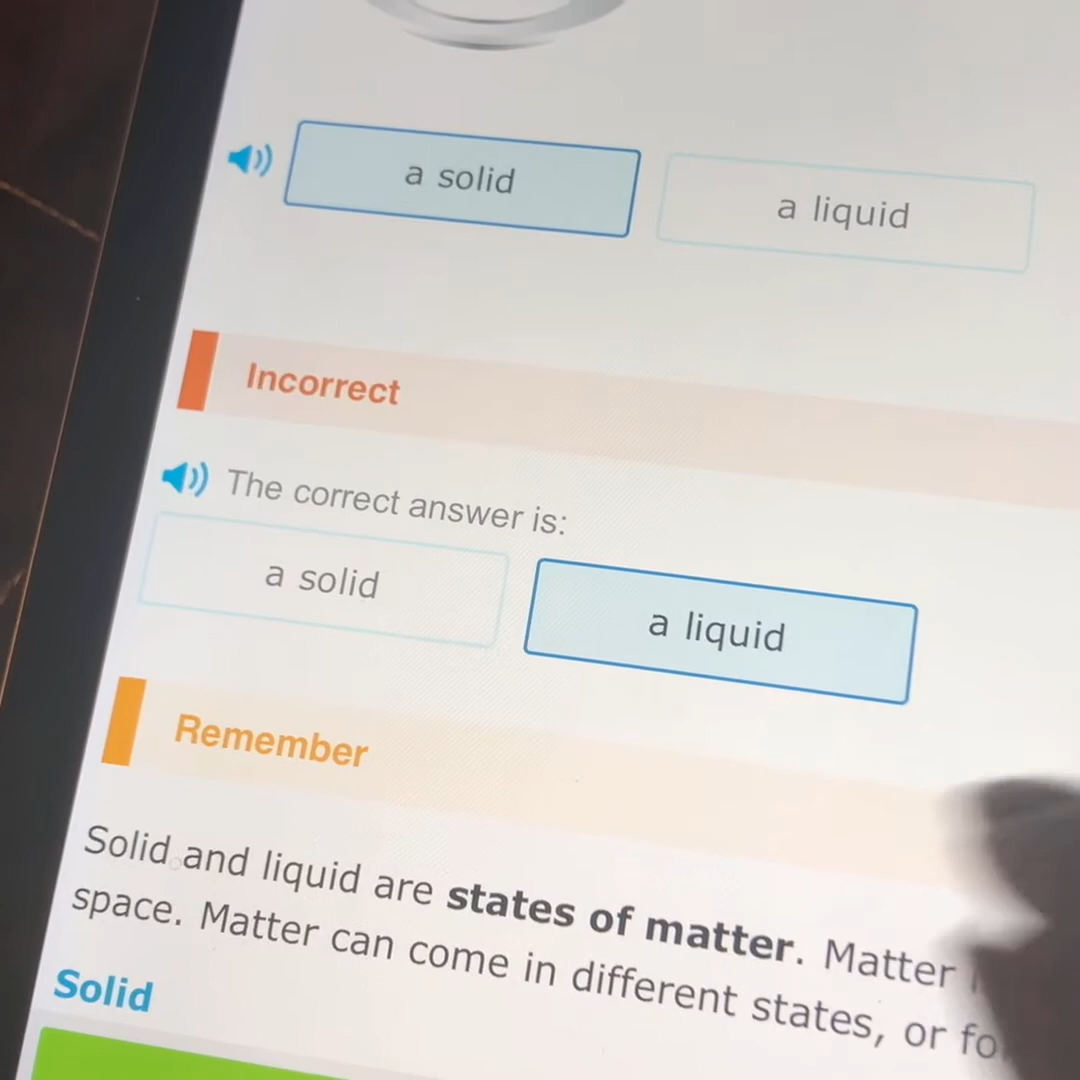 a solid
a liquid
Incorrect
The correct answer is:
a solid
a liquid
Remember
Solid and liquid are states of matter. Matter
space. Matter can come in different states, or
Solid